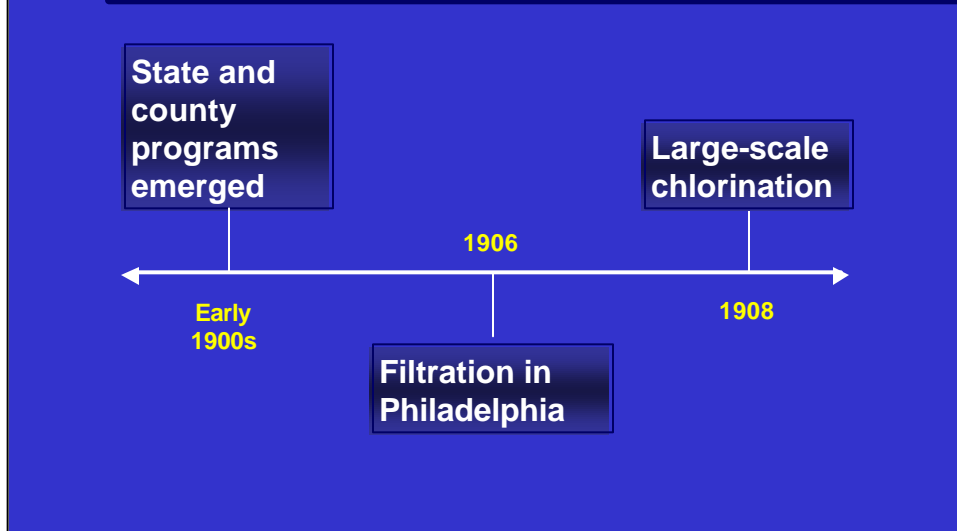 State and
county
programs
emerged
Large-scale
chlorination
1906
Early
1900s
1908
Filtration in
Philadelphia